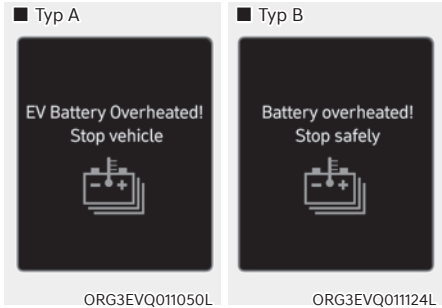 ■ Typ A
EV Battery Overheated!
Stop vehicle
ORG3EVQ011050L
■ Typ B
Battery overheated!
Stop safely
ORG3EVQ011124L